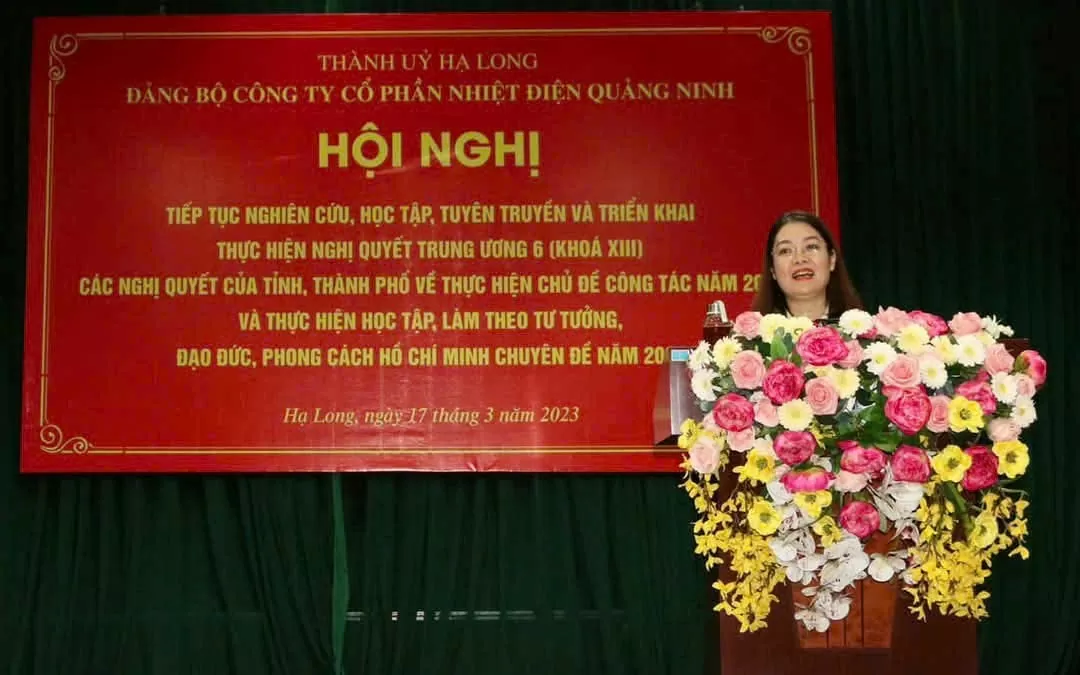 THÀNH UỶ HẠ LONG
ĐẢNG BỘ CÔNG TY CỔ PHẦN NHIỆT ĐIỆN QUẢNG NINH
HỘI NGHỊ
TIẾP TỤC NGHIÊN CỨU, HỌC TẬP, TUYÊN TRUYỀN VÀ TRIỂN KHAI
THỰC HIỆN NGHỊ QUYẾT TRUNG ƯƠNG 6 (KHOÁ XIII)
CÁC NGHỊ QUYẾT CỦA TỈNH, THÀNH PHỐ VỀ THỰC HIỆN CHỦ ĐỀ CÔNG TÁC NĂM
VÀ THỰC HIỆN HỌC TẬP, LÀM THEO TƯ TƯỞNG,
ĐẠO ĐỨC, PHONG CÁCH HỒ CHÍ MINH CHUYÊN ĐỀ NĂM
Hạ Long, ngày 17 tháng 3 năm 2023